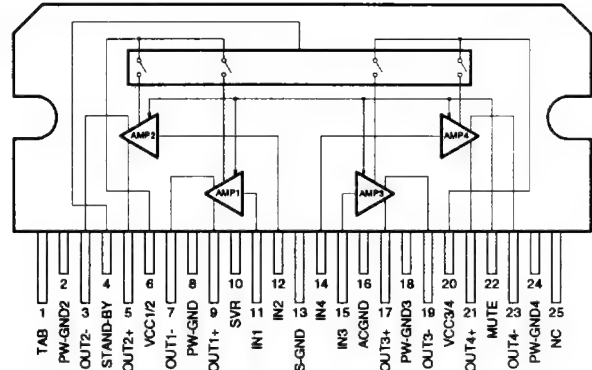 AMP2
AMP4
AMP1
AMP3
1 TAB
2 PW-GND2
3 OUT2-
4 STAND-BY
5 OUT2+
6 VCC1/2
7 OUT1-
8 PW-GND
9 OUT1+
10 SVR
11 IN1
12 IN2
13 S-GND
14 IN4
15 IN3
16 ACGND
17 OUT3+
18 PW-GND3
19 OUT3-
20 VCC3/4
21 OUT4+
22 MUTE
23 OUT4-
24 PW-GND4
25 NC